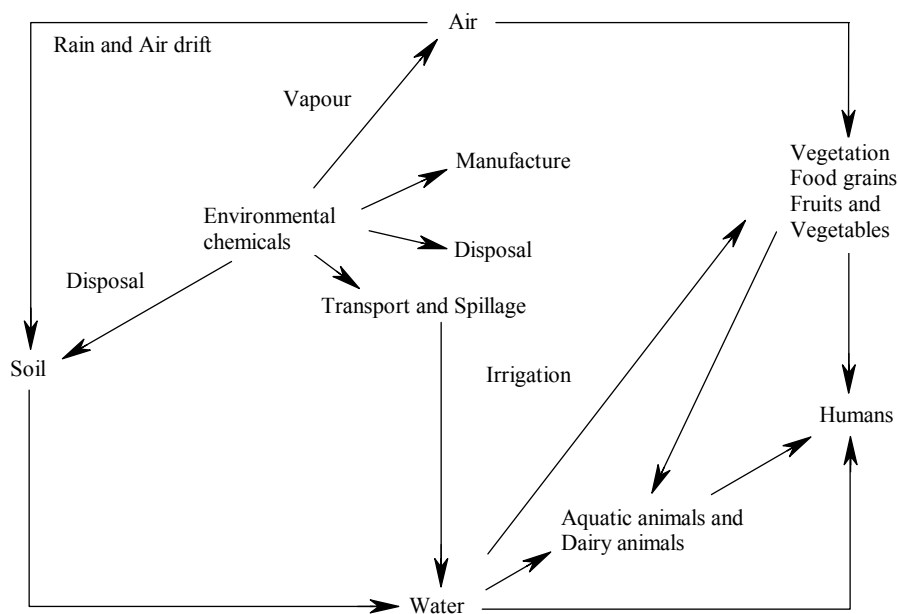 Air
Rain and Air drift
Vapour
Manufacture
Vegetation
Food grains
Fruits and
Vegetables
Environmental
chemicals
Disposal
Disposal
Transport and Spillage
Soil
Irrigation
Humans
Aquatic animals and
Dairy animals
Water